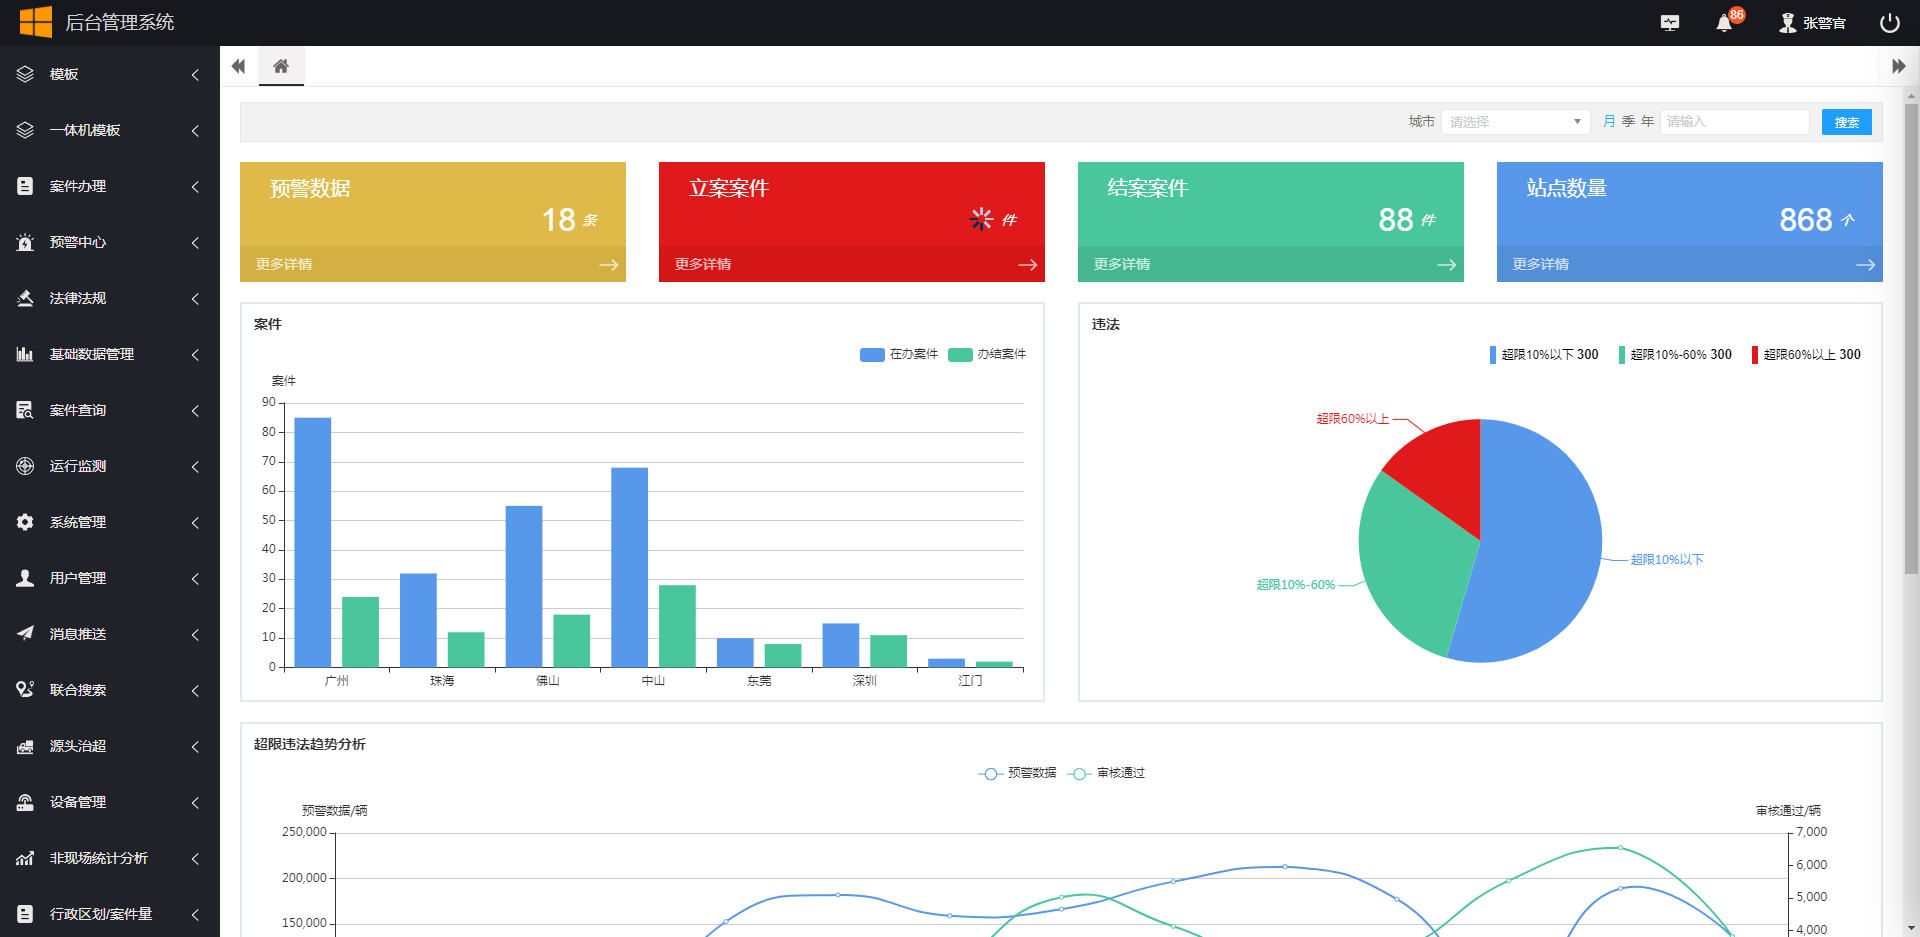 后台管理系统
86
张警官
模板
一体机模板
案件办理
预警中心
法律法规
基础数据管理
案件查询
运行监测
系统管理
用户管理
消息推送
联合搜索
源头治超
设备管理
非现场统计分析
行政区划/案件量
城市 请选择 月 季 年 请输入 搜索
预警数据
18 条
更多详情
立案案件
件
更多详情
结案案件
88 件
更多详情
站点数量
868 个
更多详情
案件
在办案件 办结案件
案件
90
80
70
60
50
40
30
20
10
0
广州 珠海 佛山 中山 东莞 深圳 江门
违法
超限10%以下 300 超限10%-60% 300 超限60%以上 300
超限60%以上
超限10%以下
超限10%-60%
超限违法趋势分析
预警数据 审核通过
预警数据/辆 审核通过/辆
250,000
200,000
150,000
7,000
6,000
5,000
4,000